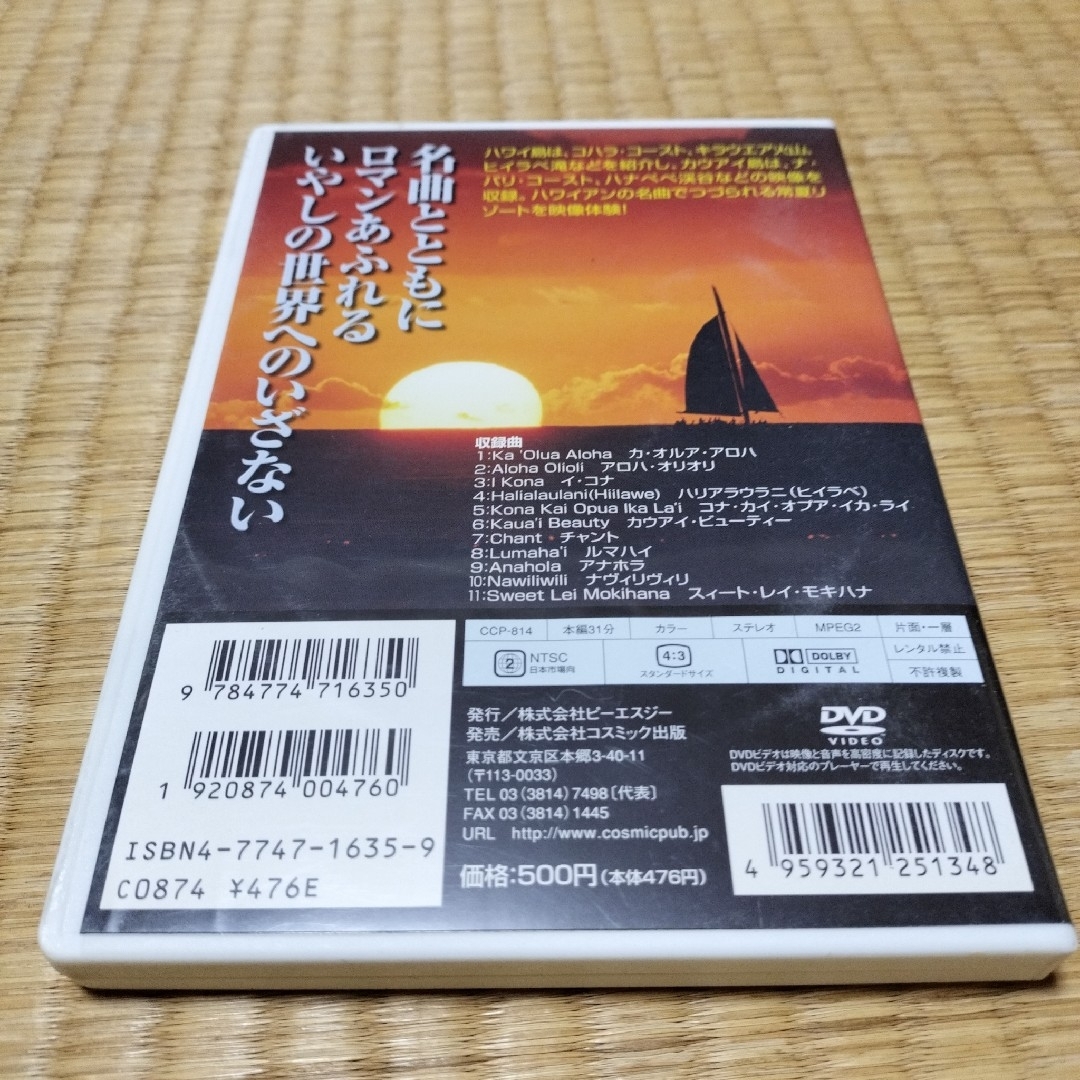 名曲とともに
ロマンあふれる
いやしの世界へのいざない
ハワイ島は、コハラ・コースト、キラウエア火山、
ヒイラベ滝などを紹介し、カウアイ島は、ナ・
パリ・コースト、ハナペペ渓谷などの映像を
収録。ハワイアンの名曲でつづられる常夏リ
ゾートを映像体験!
収録曲
1:Ka 'Olua Aloha カ・オルア・アロハ
2:Aloha Olioli アロハ・オリオリ
3:I Kona イ・コナ
4:Halialaulani(Hiilawe) ハリアラウラニ(ヒイラベ)
5:Kona Kai Opua Ika La'i コナ・カイ・オプア・イカ・ライ
6:Kaua'i Beauty カウアイ・ビューティー
7:Chant チャント
8:Lumaha'i ルマハイ
9:Anahola アナホラ
10:Nawiliwili ナヴィリヴィリ
11:Sweet Lei Mokihana スィート・レイ・モキハナ
CCP-814 本編31分 カラー ステレオ MPEG2 片面・一層
2 NTSC 日本市場向 4:3 スタンダードサイズ DOLBY DIGITAL レンタル禁止
不許複製
発行/株式会社ピーエスジー
発売/株式会社コスミック出版
東京都文京区本郷3-40-11
(〒113-0033)
TEL 03(3814)7498〔代表〕
FAX 03(3814)1445
URL http://www.cosmicpub.jp
価格:500円(本体476円)
DVD
VIDEO
DVDビデオは映像と音声を高密度に記録したディスクです。
DVDビデオ対応のプレーヤーで再生してください。
9 784774 716350
1 920874 004760
ISBN4-7747-1635-9
C0874 ¥476E
4 959321 251348